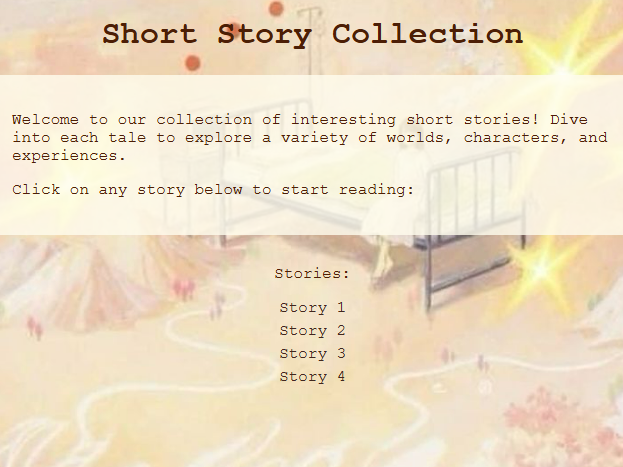 Short Story Collection
Welcome to our collection of interesting short stories! Dive
into each tale to explore a variety of worlds, characters, and
experiences.
Click on any story below to start reading:
Stories:
Story 1
Story 2
Story 3
Story 4